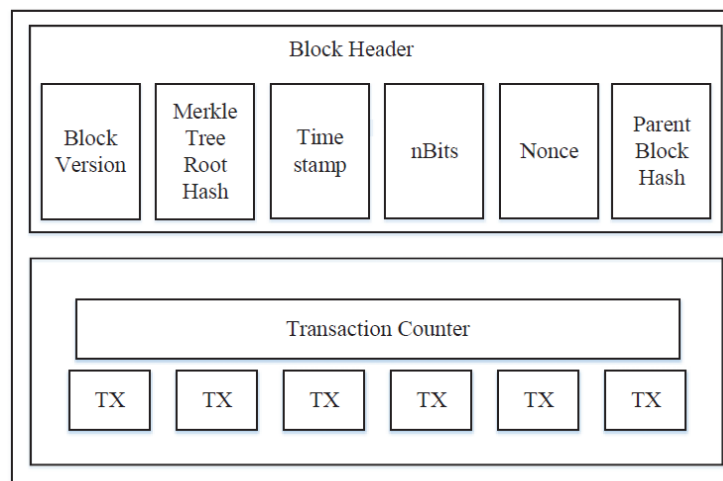 Block Header
Block
Version
Merkle
Tree
Root
Hash
Time
stamp
nBits
Nonce
Parent
Block
Hash
Transaction Counter
TX
TX
TX
TX
TX
TX